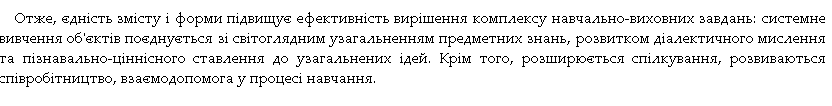 Отже, єдність змісту і форми підвищує ефективність вирішення комплексу навчально-виховних завдань: системне
вивчення об'єктів поєднується зі світоглядним узагальненням предметних знань, розвитком діалектичного мислення
та пізнавально-ціннісного ставлення до узагальнених ідей. Крім того, розширюється спілкування, розвиваються
співробітництво, взаємодопомога у процесі навчання.